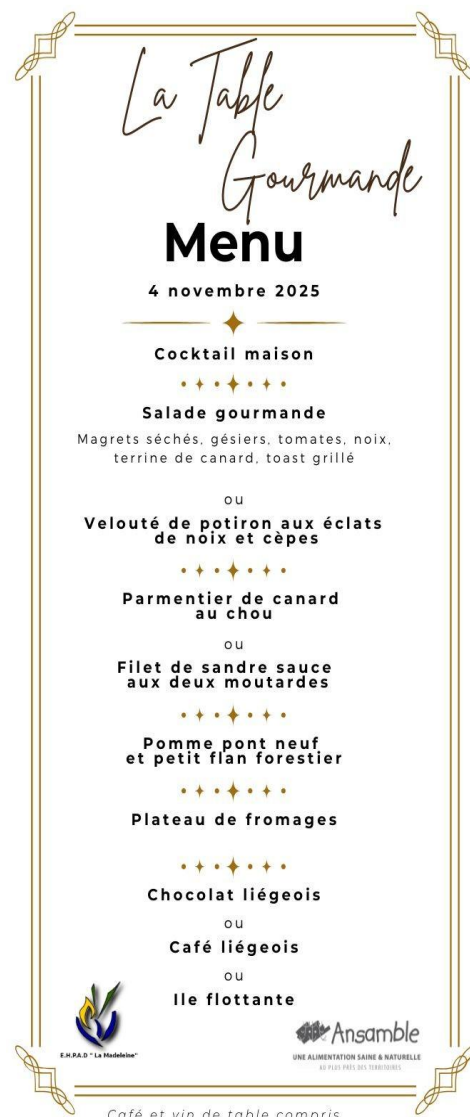 La Table
Gourmande
Menu
4 novembre 2025
Cocktail maison
Salade gourmande
Magrets séchés, gésiers, tomates, noix,
terrine de canard, toast grillé
ou
Velouté de potiron aux éclats
de noix et cèpes
Parmentier de canard
au chou
ou
Filet de sandre sauce
aux deux moutardes
Pomme pont neuf
et petit flan forestier
Plateau de fromages
Chocolat liégeois
ou
Café liégeois
ou
Ile flottante
E.H.P.A.D " La Madeleine"
Ansamble
UNE ALIMENTATION SAINE & NATURELLE
AU PLUS PRÈS DES TERRITOIRES
Café et vin de table compris